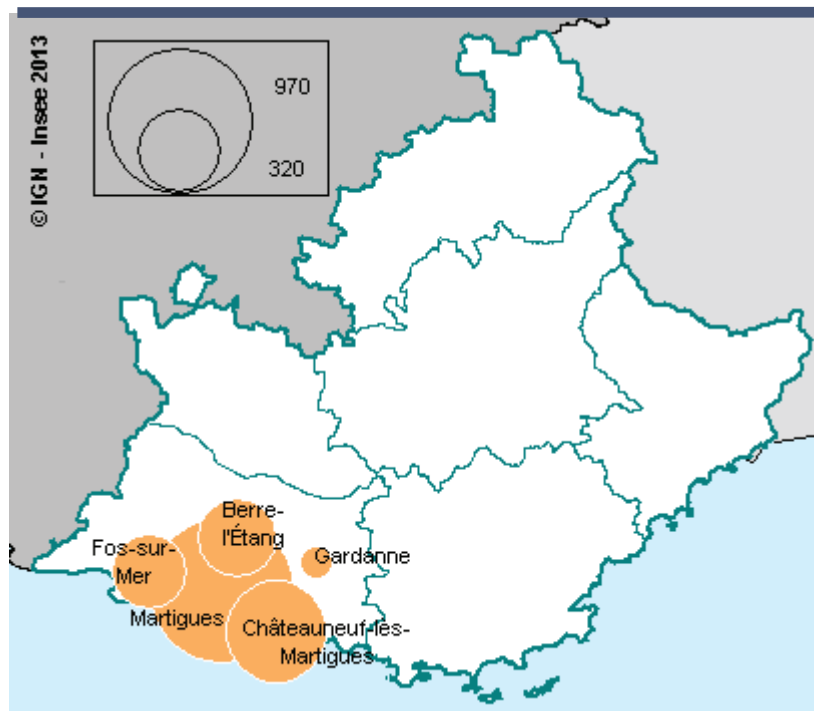 © IGN - Insee 2013
970
320
Berre-
l'Étang
Fos-sur-
Mer
Gardanne
Martigues
Châteauneuf-les-
Martigues